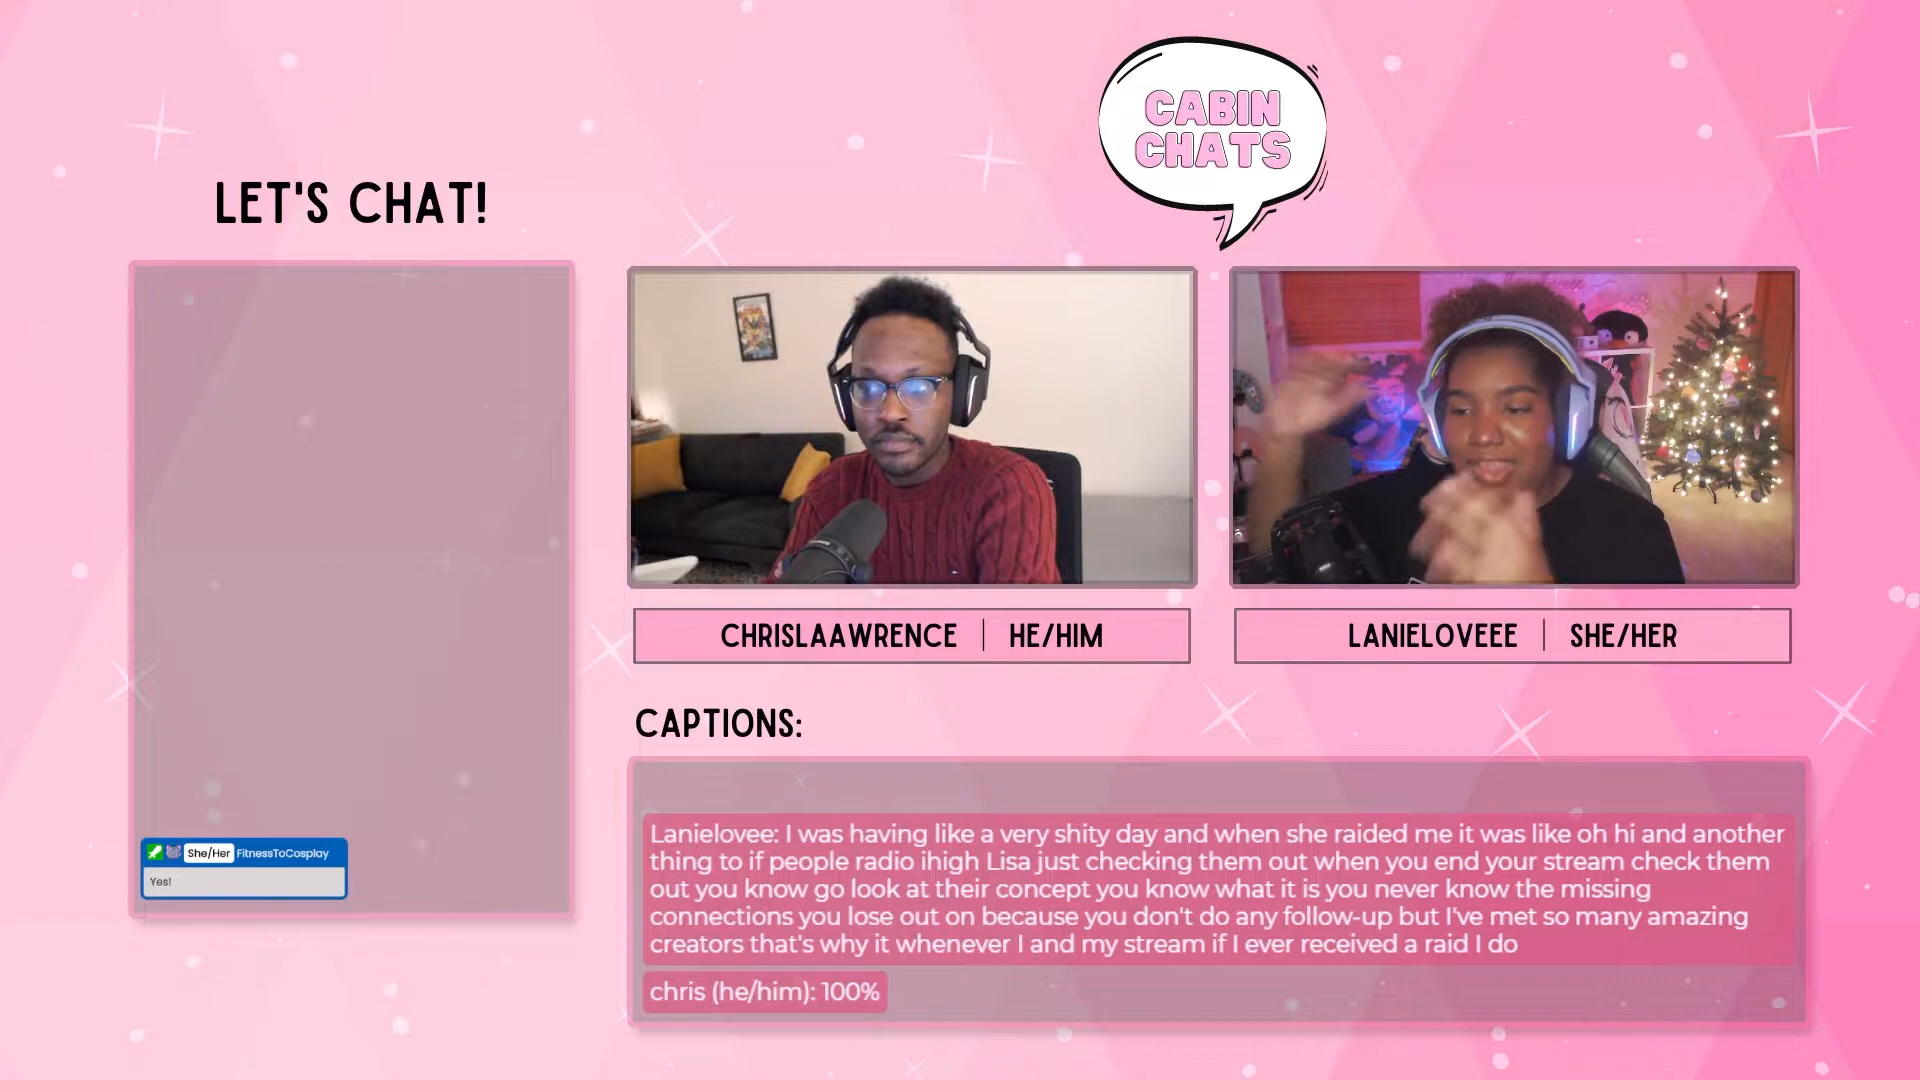 CABIN
CHATS
LET'S CHAT!
She/Her FitnessToCosplay
Yes!
CHRISLAAWRENCE | HE/HIM
LANIELOVEEE | SHE/HER
CAPTIONS:
Lanielovee: I was having like a very shity day and when she raided me it was like oh hi and another
thing to if people radio ihigh Lisa just checking them out when you end your stream check them
out you know go look at their concept you know what it is you never know the missing
connections you lose out on because you don't do any follow-up but I've met so many amazing
creators that's why it whenever I and my stream if I ever received a raid I do
chris (he/him): 100%